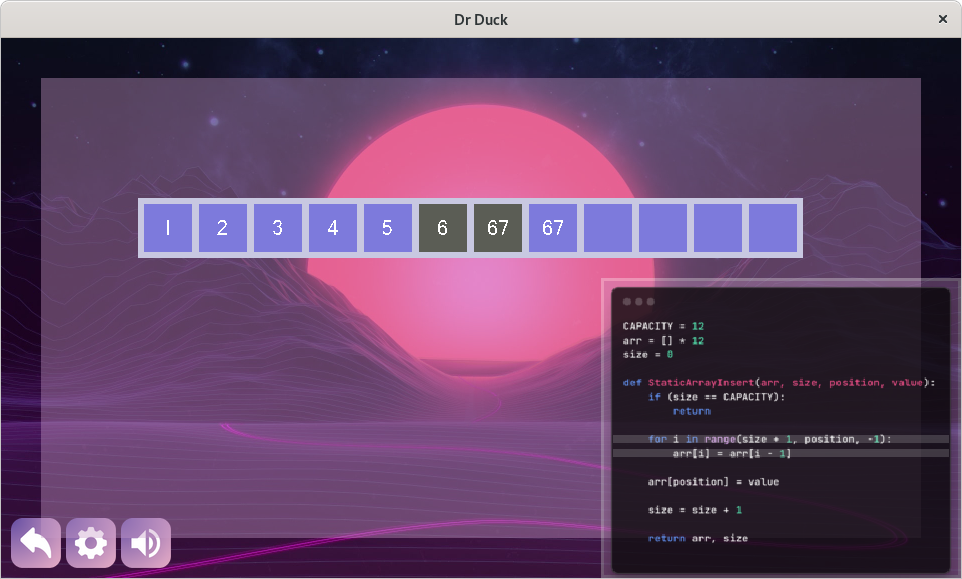 Dr Duck
1 2 3 4 5 6 67 67
CAPACITY = 12
arr = [] * 12
size = 0
def StaticArrayInsert(arr, size, position, value):
if (size == CAPACITY):
return
for i in range(size + 1, position, -1):
arr[i] = arr[i - 1]
arr[position] = value
size = size + 1
return arr, size